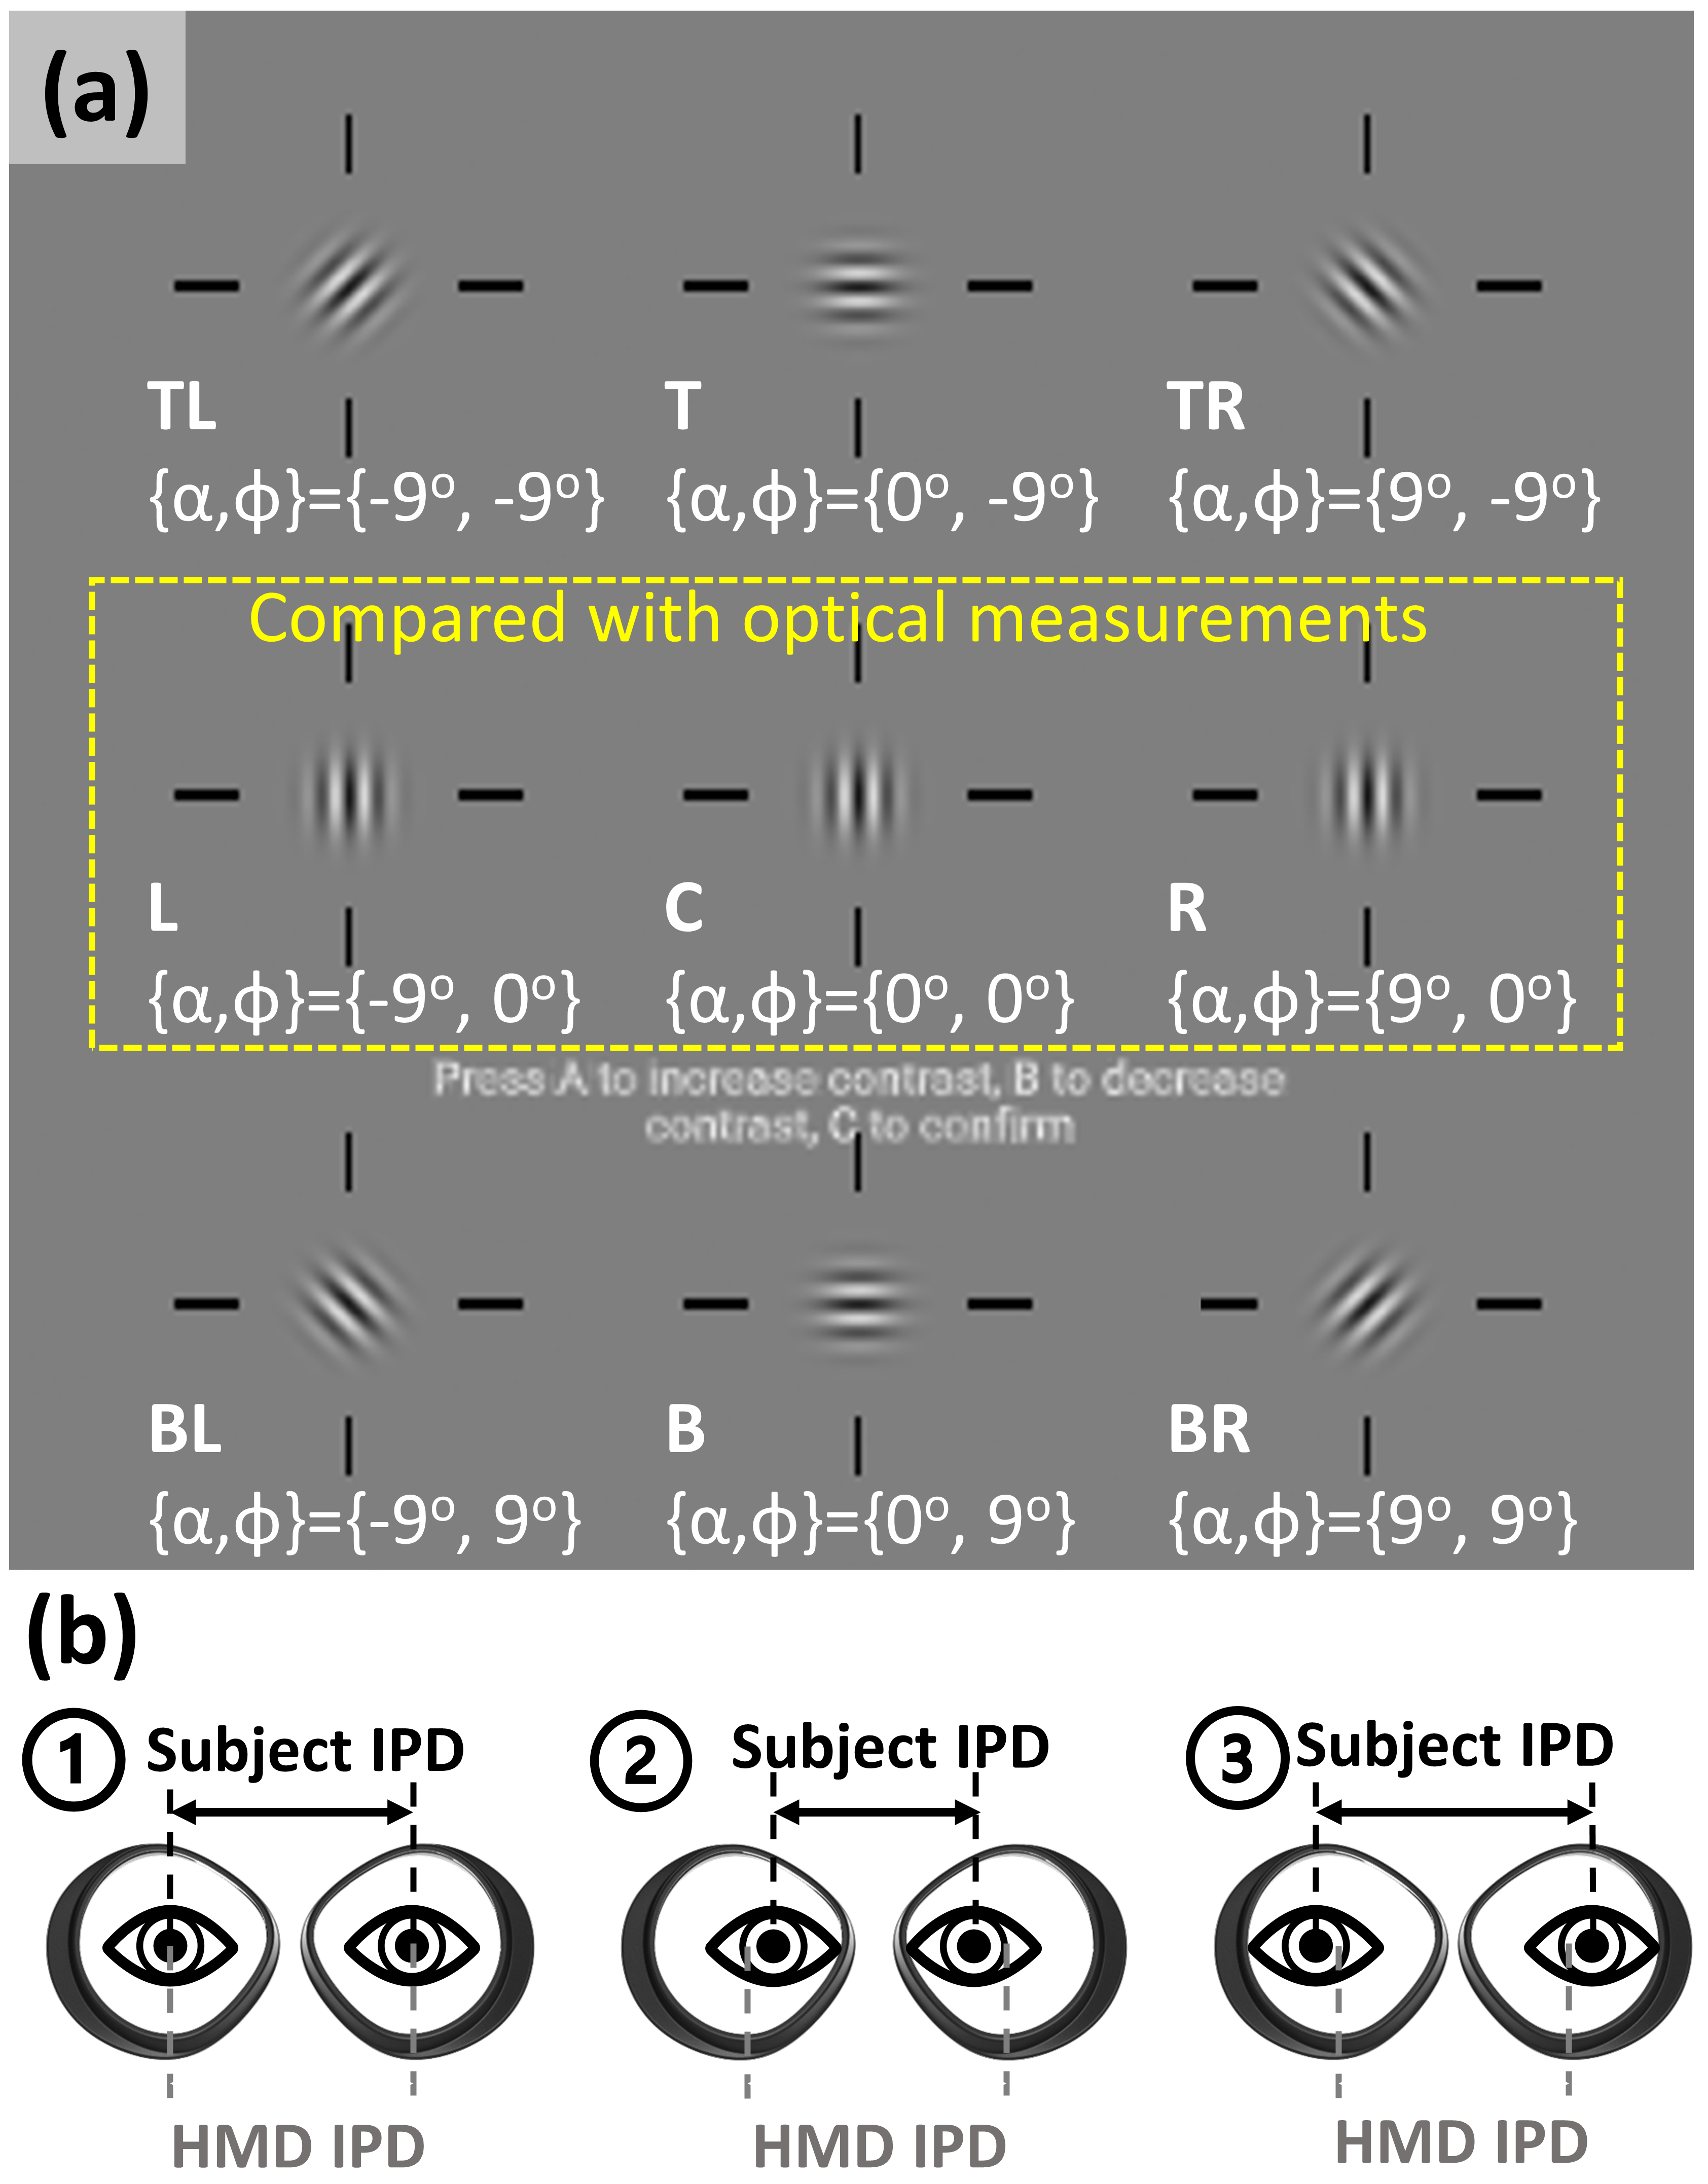 (a)
TL T TR
{α,ϕ}={-9º, -9º} {α,ϕ}={0º, -9º} {α,ϕ}={9º, -9º}
Compared with optical measurements
L C R
{α,ϕ}={-9º, 0º} {α,ϕ}={0º, 0º} {α,ϕ}={9º, 0º}
Press A to increase contrast, B to decrease
contrast, C to confirm
BL B BR
{α,ϕ}={-9º, 9º} {α,ϕ}={0º, 9º} {α,ϕ}={9º, 9º}
(b)
1 Subject IPD 2 Subject IPD 3 Subject IPD
HMD IPD HMD IPD HMD IPD